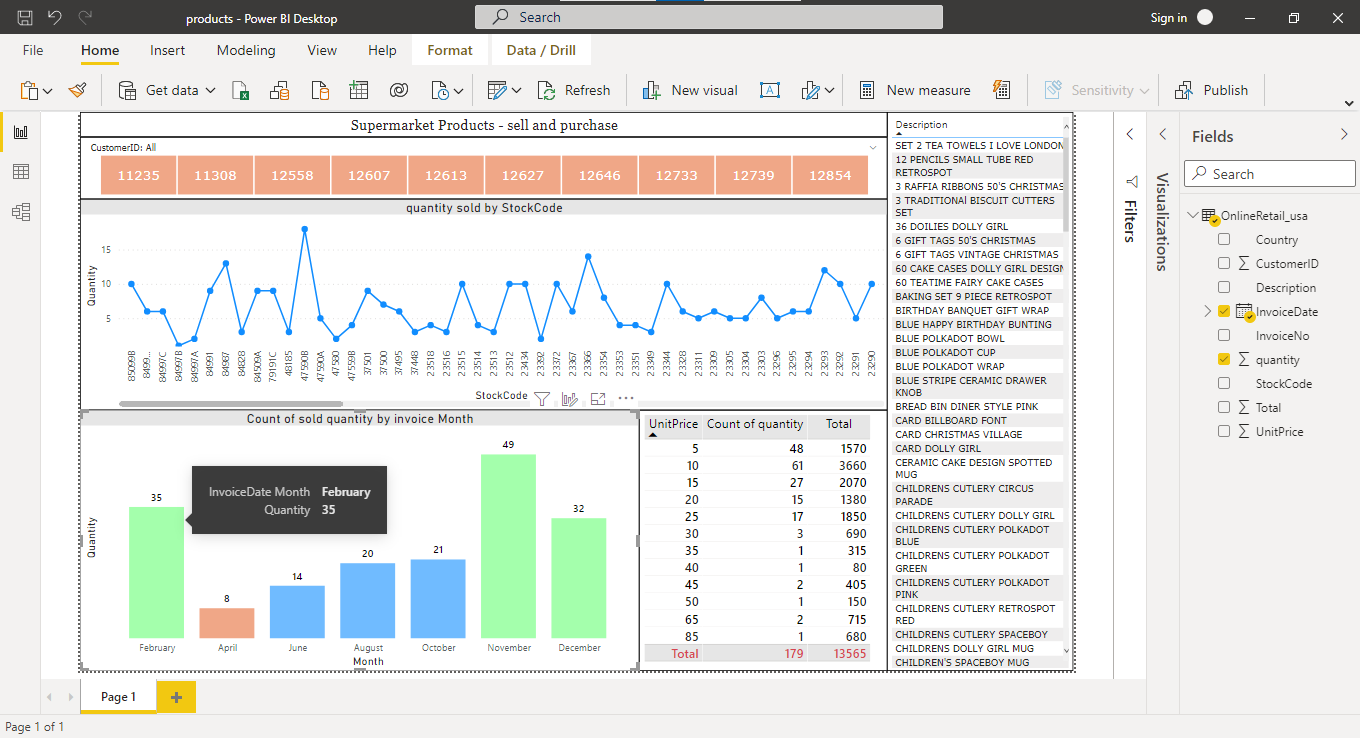 products - Power BI Desktop
Search
Sign in
File Home Insert Modeling View Help Format Data / Drill
Get data
Refresh
New visual
New measure
Sensitivity
Publish
Supermarket Products - sell and purchase
CustomerID: All
11235 11308 12558 12607 12613 12627 12646 12733 12739 12854
quantity sold by StockCode
Quantity
15
10
5
85099B 8499... 84997C 84997B 84997A 84991 84987 84828 84509A 79191C 48185 47590B 47590A 47580 47559B 37501 37500 37495 37448 23518 23516 23515 23514 23513 23512 23434 23392 23372 23367 23366 23354 23353 23351 23349 23344 23328 23311 23309 23305 23304 23303 23296 23295 23294 23293 23292 23291 23290
StockCode
Count of sold quantity by invoice Month
Quantity
35
8
14
20
21
49
32
InvoiceDate Month February
Quantity 35
February April June August October November December
Month
UnitPrice Count of quantity Total
5 48 1570
10 61 3660
15 27 2070
20 15 1380
25 17 1850
30 3 690
35 1 315
40 1 80
45 2 405
50 1 150
65 2 715
85 1 680
Total 179 13565
Description
SET 2 TEA TOWELS I LOVE LONDON
12 PENCILS SMALL TUBE RED
RETROSPOT
3 RAFFIA RIBBONS 50'S CHRISTMAS
3 TRADITIONAl BISCUIT CUTTERS
SET
36 DOILIES DOLLY GIRL
6 GIFT TAGS 50'S CHRISTMAS
6 GIFT TAGS VINTAGE CHRISTMAS
60 CAKE CASES DOLLY GIRL DESIGN
60 TEATIME FAIRY CAKE CASES
BAKING SET 9 PIECE RETROSPOT
BIRTHDAY BANQUET GIFT WRAP
BLUE HAPPY BIRTHDAY BUNTING
BLUE POLKADOT BOWL
BLUE POLKADOT CUP
BLUE POLKADOT WRAP
BLUE STRIPE CERAMIC DRAWER
KNOB
BREAD BIN DINER STYLE PINK
CARD BILLBOARD FONT
CARD CHRISTMAS VILLAGE
CARD DOLLY GIRL
CERAMIC CAKE DESIGN SPOTTED
MUG
CHILDRENS CUTLERY CIRCUS
PARADE
CHILDRENS CUTLERY DOLLY GIRL
CHILDRENS CUTLERY POLKADOT
BLUE
CHILDRENS CUTLERY POLKADOT
GREEN
CHILDRENS CUTLERY POLKADOT
PINK
CHILDRENS CUTLERY RETROSPOT
RED
CHILDRENS CUTLERY SPACEBOY
CHILDRENS DOLLY GIRL MUG
CHILDREN'S SPACEBOY MUG
Filters
Visualizations
Fields
Search
OnlineRetail_usa
Country
CustomerID
Description
InvoiceDate
InvoiceNo
quantity
StockCode
Total
UnitPrice
Page 1
Page 1 of 1